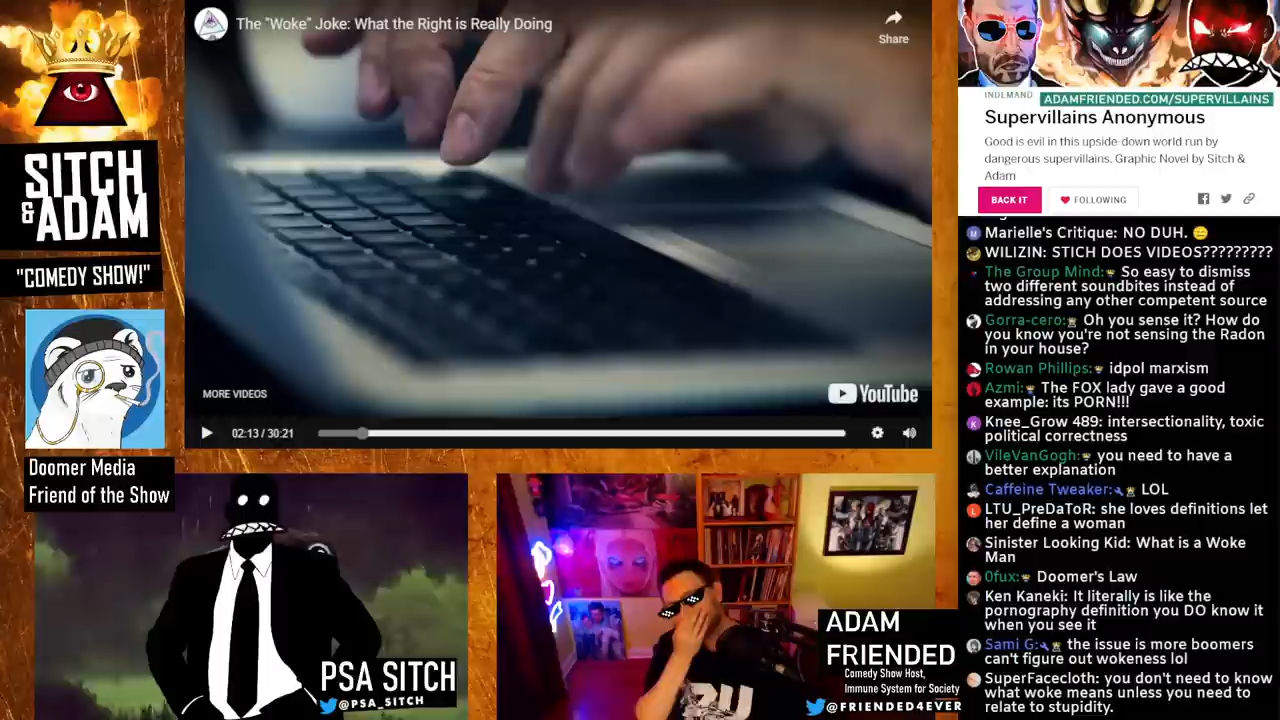 The "Woke" Joke: What the Right is Really Doing
Share
MORE VIDEOS
YouTube
02:13 / 30:21
SITCH
& ADAM
"COMEDY SHOW!"
Doomer Media
Friend of the Show
PSA SITCH
@PSA_SITCH
ADAM
FRIENDED
Comedy Show Host,
Immune System for Society
@FRIENDED4EVER
INDEMAND
ADAMFRIENDED.COM/SUPERVILLAINS
Supervillains Anonymous
Good is evil in this upside-down world run by
dangerous supervillains. Graphic Novel by Sitch &
Adam
BACK IT
FOLLOWING
Marielle's Critique: NO DUH.
WILIZIN: STICH DOES VIDEOS?????????
The Group Mind: So easy to dismiss
two different soundbites instead of
addressing any other competent source
Gorra-cero: Oh you sense it? How do
you know you're not sensing the Radon
in your house?
Rowan Phillips: idpol marxism
Azmi: The FOX lady gave a good
example: its PORN!!!
Knee_Grow 489: intersectionality, toxic
political correctness
VileVanGogh: you need to have a
better explanation
Caffeine Tweaker: LOL
LTU_PreDaToR: she loves definitions let
her define a woman
Sinister Looking Kid: What is a Woke
Man
0fux: Doomer's Law
Ken Kaneki: It literally is like the
pornography definition you DO know it
when you see it
Sami G: the issue is more boomers
can't figure out wokeness lol
SuperFacecloth: you don't need to know
what woke means unless you need to
relate to stupidity.